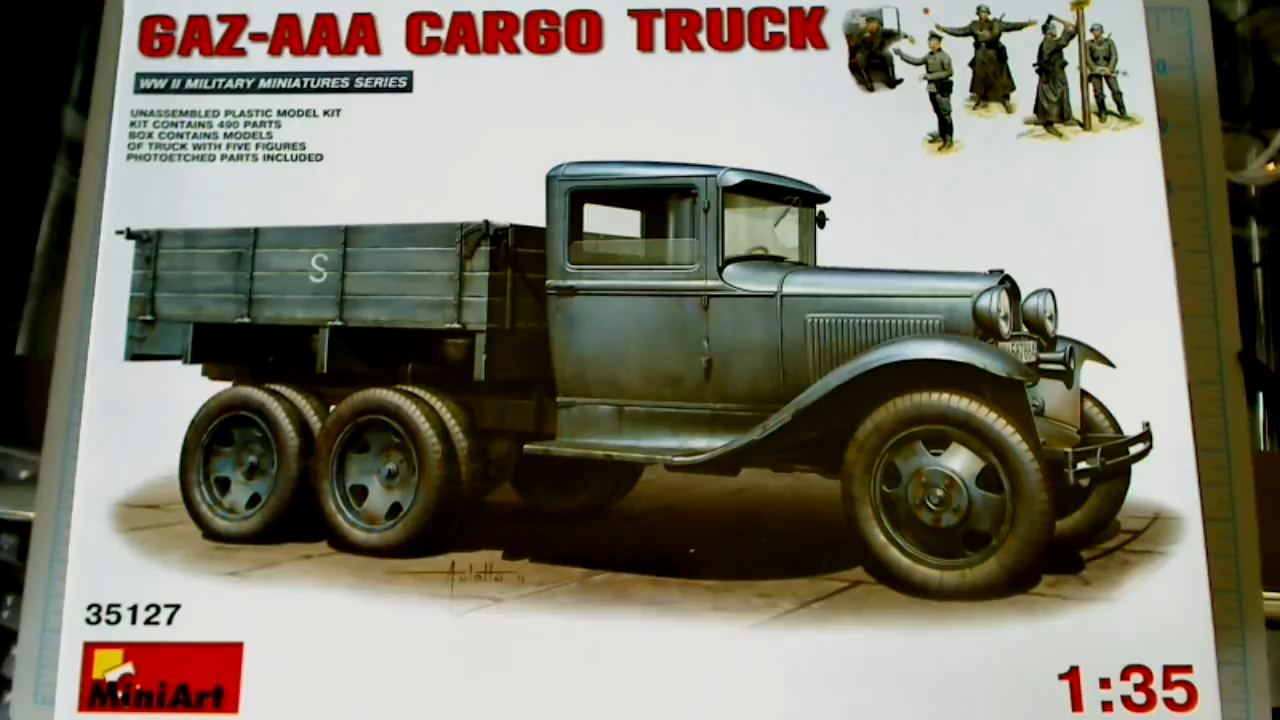 GAZ-AAA CARGO TRUCK
WW II MILITARY MINIATURES SERIES
UNASSEMBLED PLASTIC MODEL KIT
KIT CONTAINS 490 PARTS
BOX CONTAINS MODELS
OF TRUCK WITH FIVE FIGURES
PHOTOETCHED PARTS INCLUDED
S
35127
MiniArt
1:35